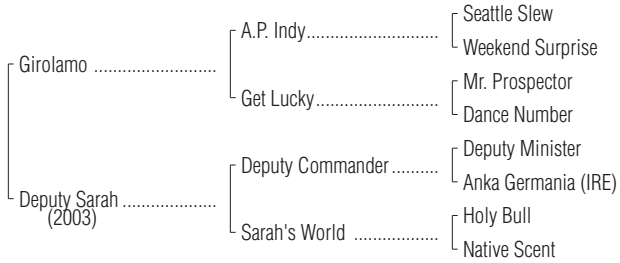 Seattle Slew
A.P. Indy..............................
Weekend Surprise
Girolamo ............................
Mr. Prospector
Get Lucky............................
Dance Number
Deputy Minister
Deputy Commander...........
Anka Germania (IRE)
Deputy Sarah .....................
(2003)
Holy Bull
Sarah's World ....................
Native Scent